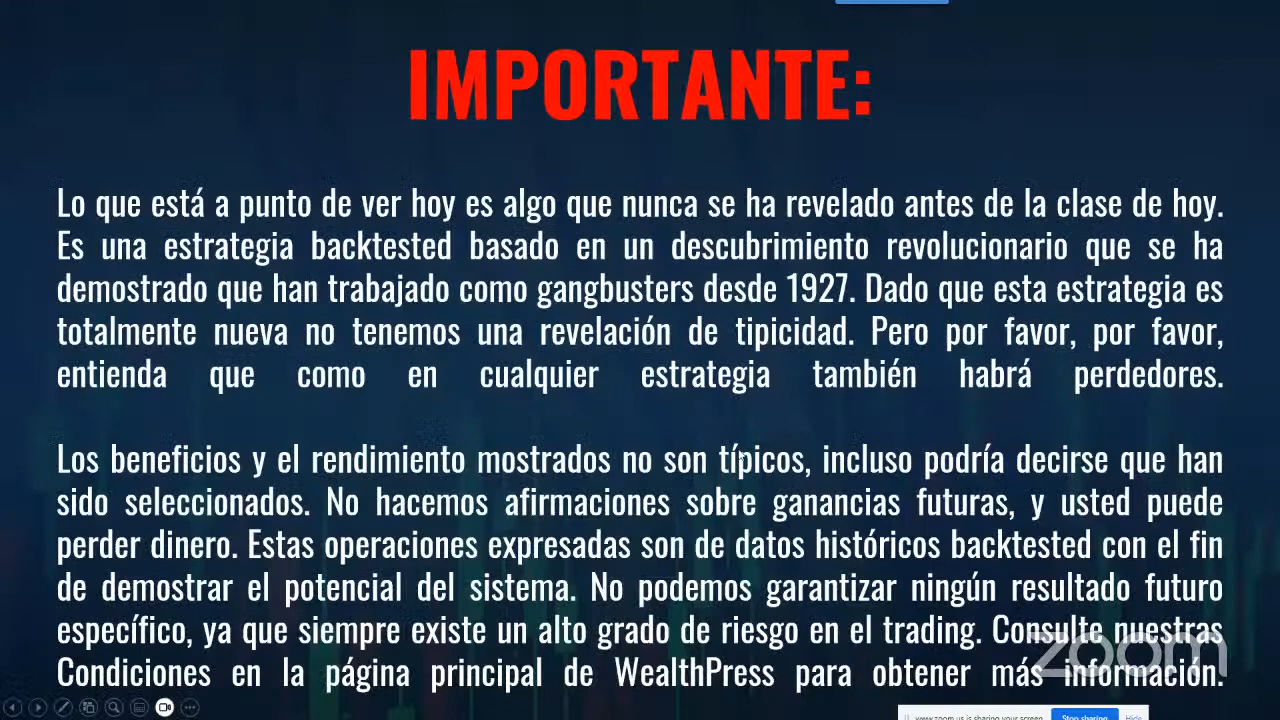 IMPORTANTE:
Lo que está a punto de ver hoy es algo que nunca se ha revelado antes de la clase de hoy.
Es una estrategia backtested basado en un descubrimiento revolucionario que se ha
demostrado que han trabajado como gangbusters desde 1927. Dado que esta estrategia es
totalmente nueva no tenemos una revelación de tipicidad. Pero por favor, por favor,
entienda que como en cualquier estrategia también habrá perdedores.
Los beneficios y el rendimiento mostrados no son típicos, incluso podría decirse que han
sido seleccionados. No hacemos afirmaciones sobre ganancias futuras, y usted puede
perder dinero. Estas operaciones expresadas son de datos históricos backtested con el fin
de demostrar el potencial del sistema. No podemos garantizar ningún resultado futuro
específico, ya que siempre existe un alto grado de riesgo en el trading. Consulte nuestras
Condiciones en la página principal de WealthPress para obtener más información.
zoom
www.zoom.us is sharing your screen. Stop sharing Hide